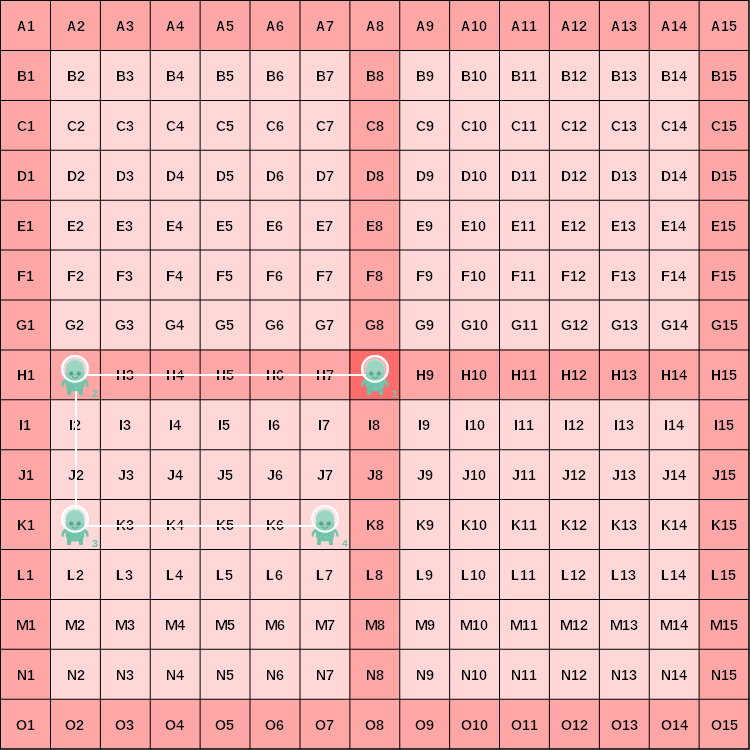 A1 A2 A3 A4 A5 A6 A7 A8 A9 A10 A11 A12 A13 A14 A15
B1 B2 B3 B4 B5 B6 B7 B8 B9 B10 B11 B12 B13 B14 B15
C1 C2 C3 C4 C5 C6 C7 C8 C9 C10 C11 C12 C13 C14 C15
D1 D2 D3 D4 D5 D6 D7 D8 D9 D10 D11 D12 D13 D14 D15
E1 E2 E3 E4 E5 E6 E7 E8 E9 E10 E11 E12 E13 E14 E15
F1 F2 F3 F4 F5 F6 F7 F8 F9 F10 F11 F12 F13 F14 F15
G1 G2 G3 G4 G5 G6 G7 G8 G9 G10 G11 G12 G13 G14 G15
H1 2 H3 H4 H5 H6 H7 1 H9 H10 H11 H12 H13 H14 H15
I1 I2 I3 I4 I5 I6 I7 I8 I9 I10 I11 I12 I13 I14 I15
J1 J2 J3 J4 J5 J6 J7 J8 J9 J10 J11 J12 J13 J14 J15
K1 3 K3 K4 K5 K6 4 K8 K9 K10 K11 K12 K13 K14 K15
L1 L2 L3 L4 L5 L6 L7 L8 L9 L10 L11 L12 L13 L14 L15
M1 M2 M3 M4 M5 M6 M7 M8 M9 M10 M11 M12 M13 M14 M15
N1 N2 N3 N4 N5 N6 N7 N8 N9 N10 N11 N12 N13 N14 N15
O1 O2 O3 O4 O5 O6 O7 O8 O9 O10 O11 O12 O13 O14 O15